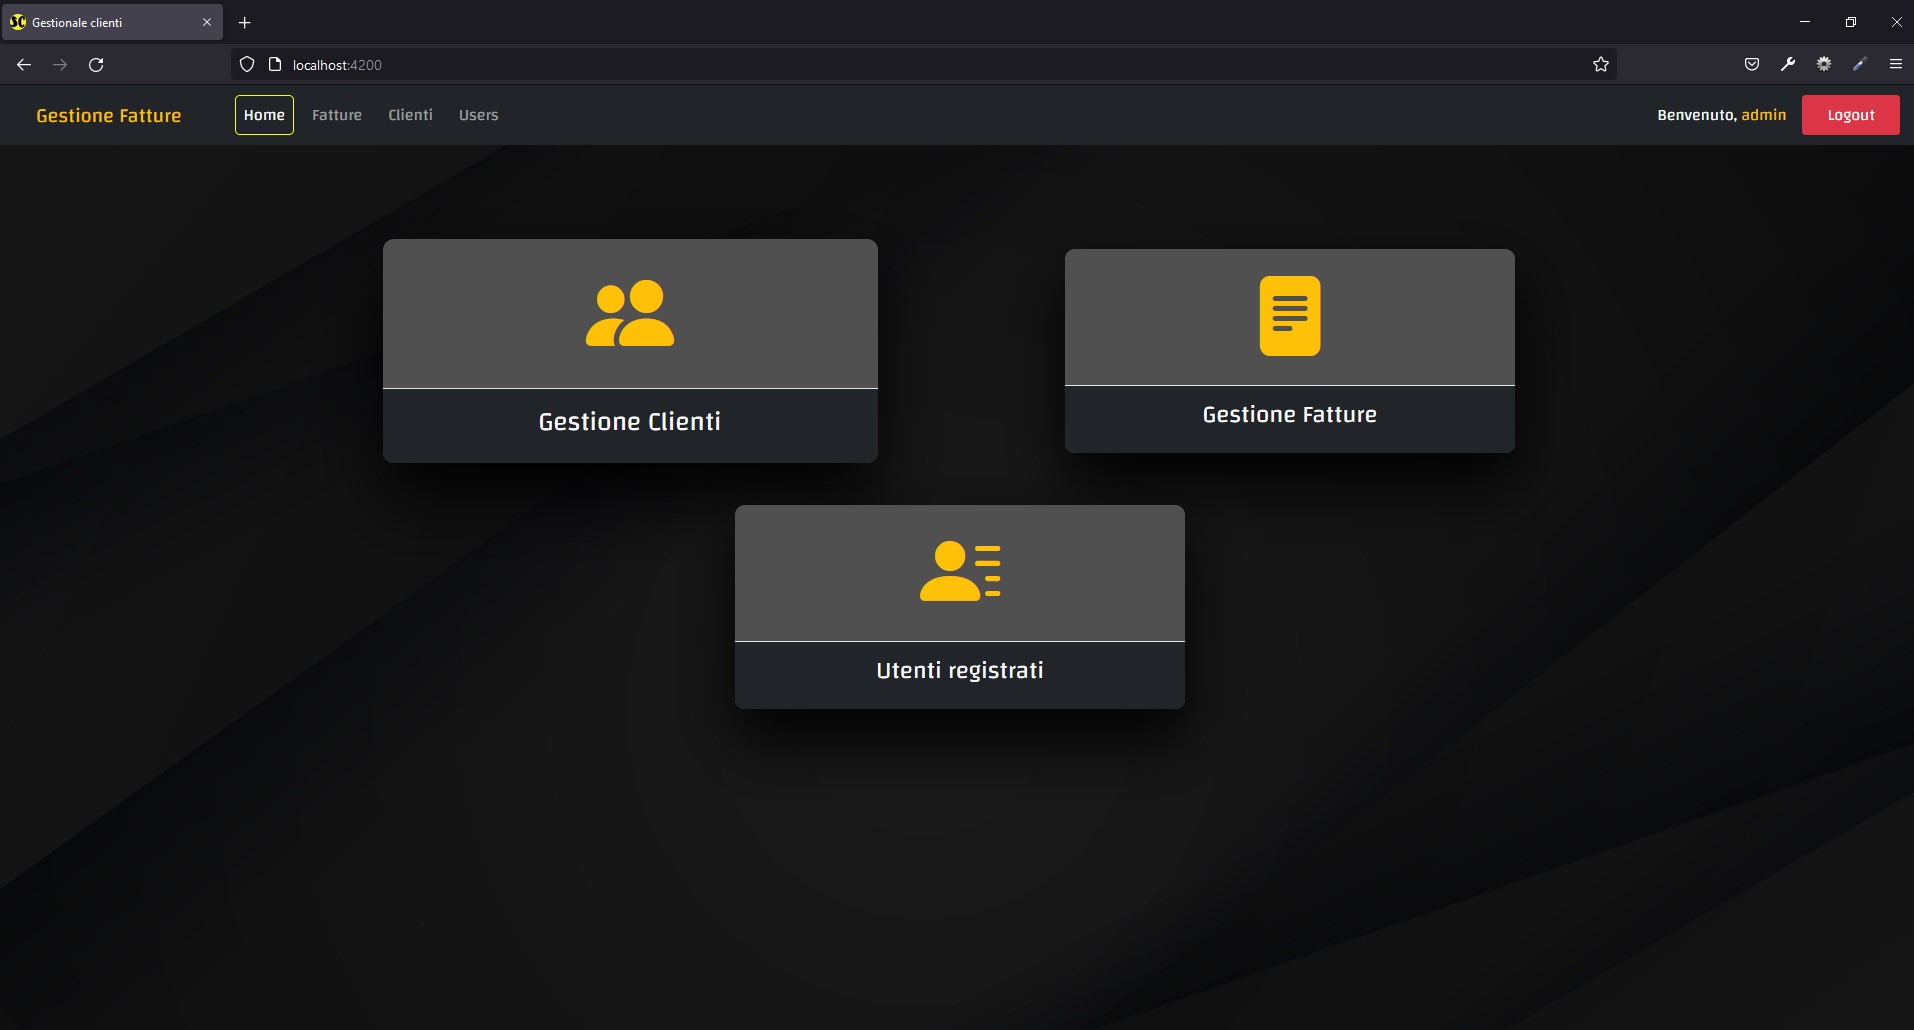 Gestionale clienti
localhost:4200
Gestione Fatture
Home Fatture Clienti Users
Benvenuto, admin
Logout
Gestione Clienti
Gestione Fatture
Utenti registrati